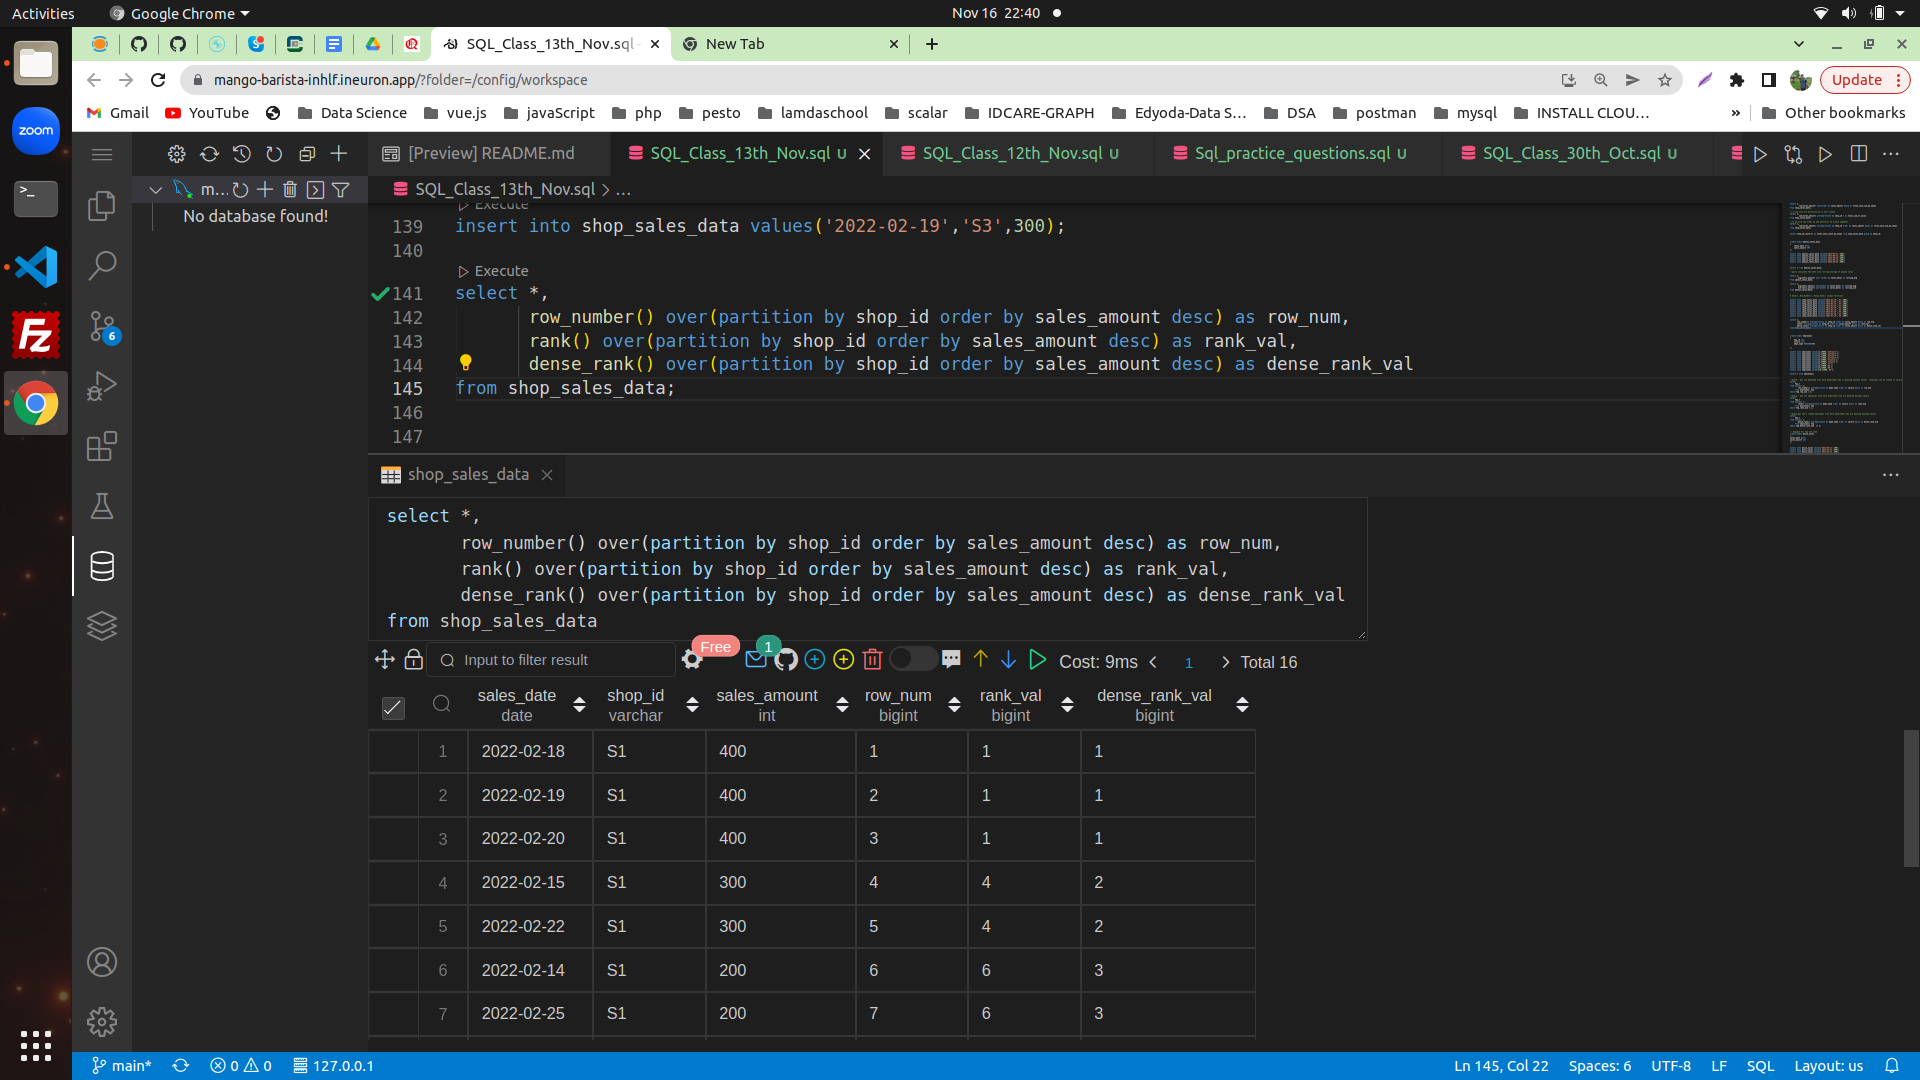 Activities
Google Chrome
Nov 16 22:40
SQL_Class_13th_Nov.sql -
New Tab
mango-barista-inhlf.ineuron.app/?folder=/config/workspace
Update
Gmail
YouTube
Data Science
vue.js
javaScript
php
pesto
lamdaschool
scalar
IDCARE-GRAPH
Edyoda-Data S...
DSA
postman
mysql
INSTALL CLOU...
»
Other bookmarks
zoom
[Preview] README.md
SQL_Class_13th_Nov.sql U
SQL_Class_12th_Nov.sql U
Sql_practice_questions.sql U
SQL_Class_30th_Oct.sql U
m...
No database found!
SQL_Class_13th_Nov.sql > ...
Execute
139 insert into shop_sales_data values('2022-02-19','S3',300);
140
Execute
141 select *,
142 row_number() over(partition by shop_id order by sales_amount desc) as row_num,
143 rank() over(partition by shop_id order by sales_amount desc) as rank_val,
144 dense_rank() over(partition by shop_id order by sales_amount desc) as dense_rank_val
145 from shop_sales_data;
146
147
6
shop_sales_data
select *,
row_number() over(partition by shop_id order by sales_amount desc) as row_num,
rank() over(partition by shop_id order by sales_amount desc) as rank_val,
dense_rank() over(partition by shop_id order by sales_amount desc) as dense_rank_val
from shop_sales_data
Input to filter result
Free
1
Cost: 9ms < 1 > Total 16
sales_date shop_id sales_amount row_num rank_val dense_rank_val
date varchar int bigint bigint bigint
1 2022-02-18 S1 400 1 1 1
2 2022-02-19 S1 400 2 1 1
3 2022-02-20 S1 400 3 1 1
4 2022-02-15 S1 300 4 4 2
5 2022-02-22 S1 300 5 4 2
6 2022-02-14 S1 200 6 6 3
7 2022-02-25 S1 200 7 6 3
main*
0
0
127.0.0.1
Ln 145, Col 22
Spaces: 6
UTF-8
LF
SQL
Layout: us